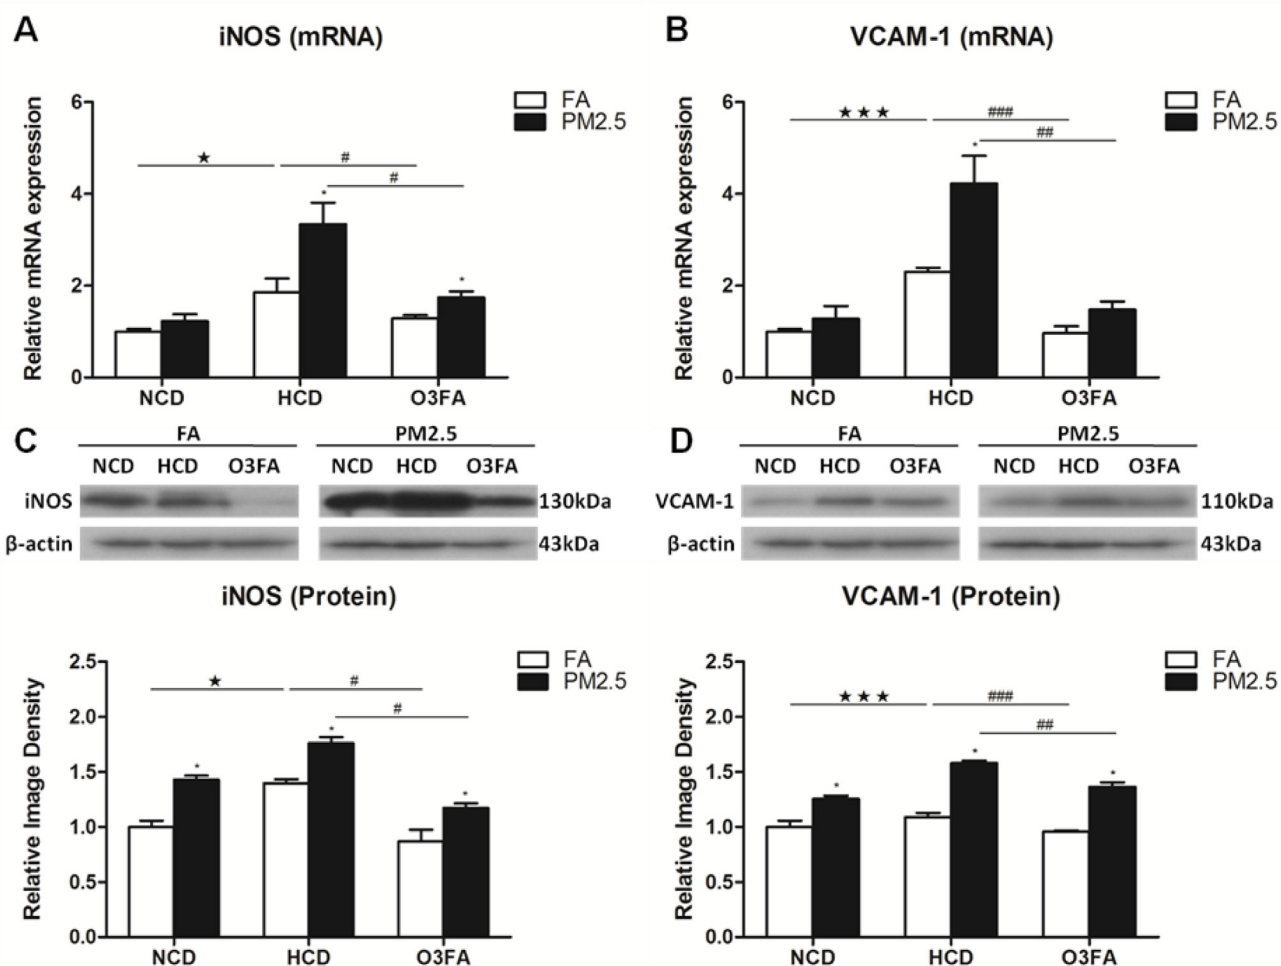 A
iNOS (mRNA)
FA
PM2.5
Relative mRNA expression
6
4
2
0
★
#
#
*
*
NCD
HCD
O3FA
B
VCAM-1 (mRNA)
FA
PM2.5
Relative mRNA expression
6
4
2
0
★★★
###
##
*
NCD
HCD
O3FA
C
FA
PM2.5
NCD HCD O3FA
NCD HCD O3FA
iNOS
130kDa
β-actin
43kDa
D
FA
PM2.5
NCD HCD O3FA
NCD HCD O3FA
VCAM-1
110kDa
β-actin
43kDa
iNOS (Protein)
FA
PM2.5
Relative Image Density
2.5
2.0
1.5
1.0
0.5
0.0
★
#
#
*
*
*
NCD
HCD
O3FA
VCAM-1 (Protein)
FA
PM2.5
Relative Image Density
2.5
2.0
1.5
1.0
0.5
0.0
★★★
###
##
*
*
*
NCD
HCD
O3FA